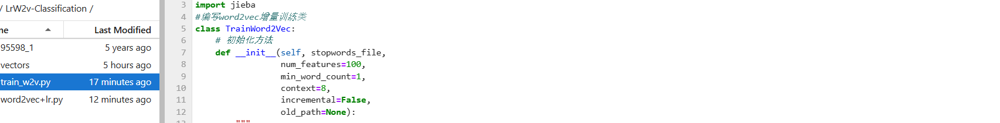 / LrW2v-Classification /
me Last Modified
95598_1 5 years ago
vectors 5 hours ago
train_w2v.py 17 minutes ago
word2vec+lr.py 12 minutes ago
3 import jieba
4 #编写word2vec增量训练类
5 class TrainWord2Vec:
6 # 初始化方法
7 def __init__(self, stopwords_file,
8 num_features=100,
9 min_word_count=1,
10 context=8,
11 incremental=False,
12 old_path=None):
13 """